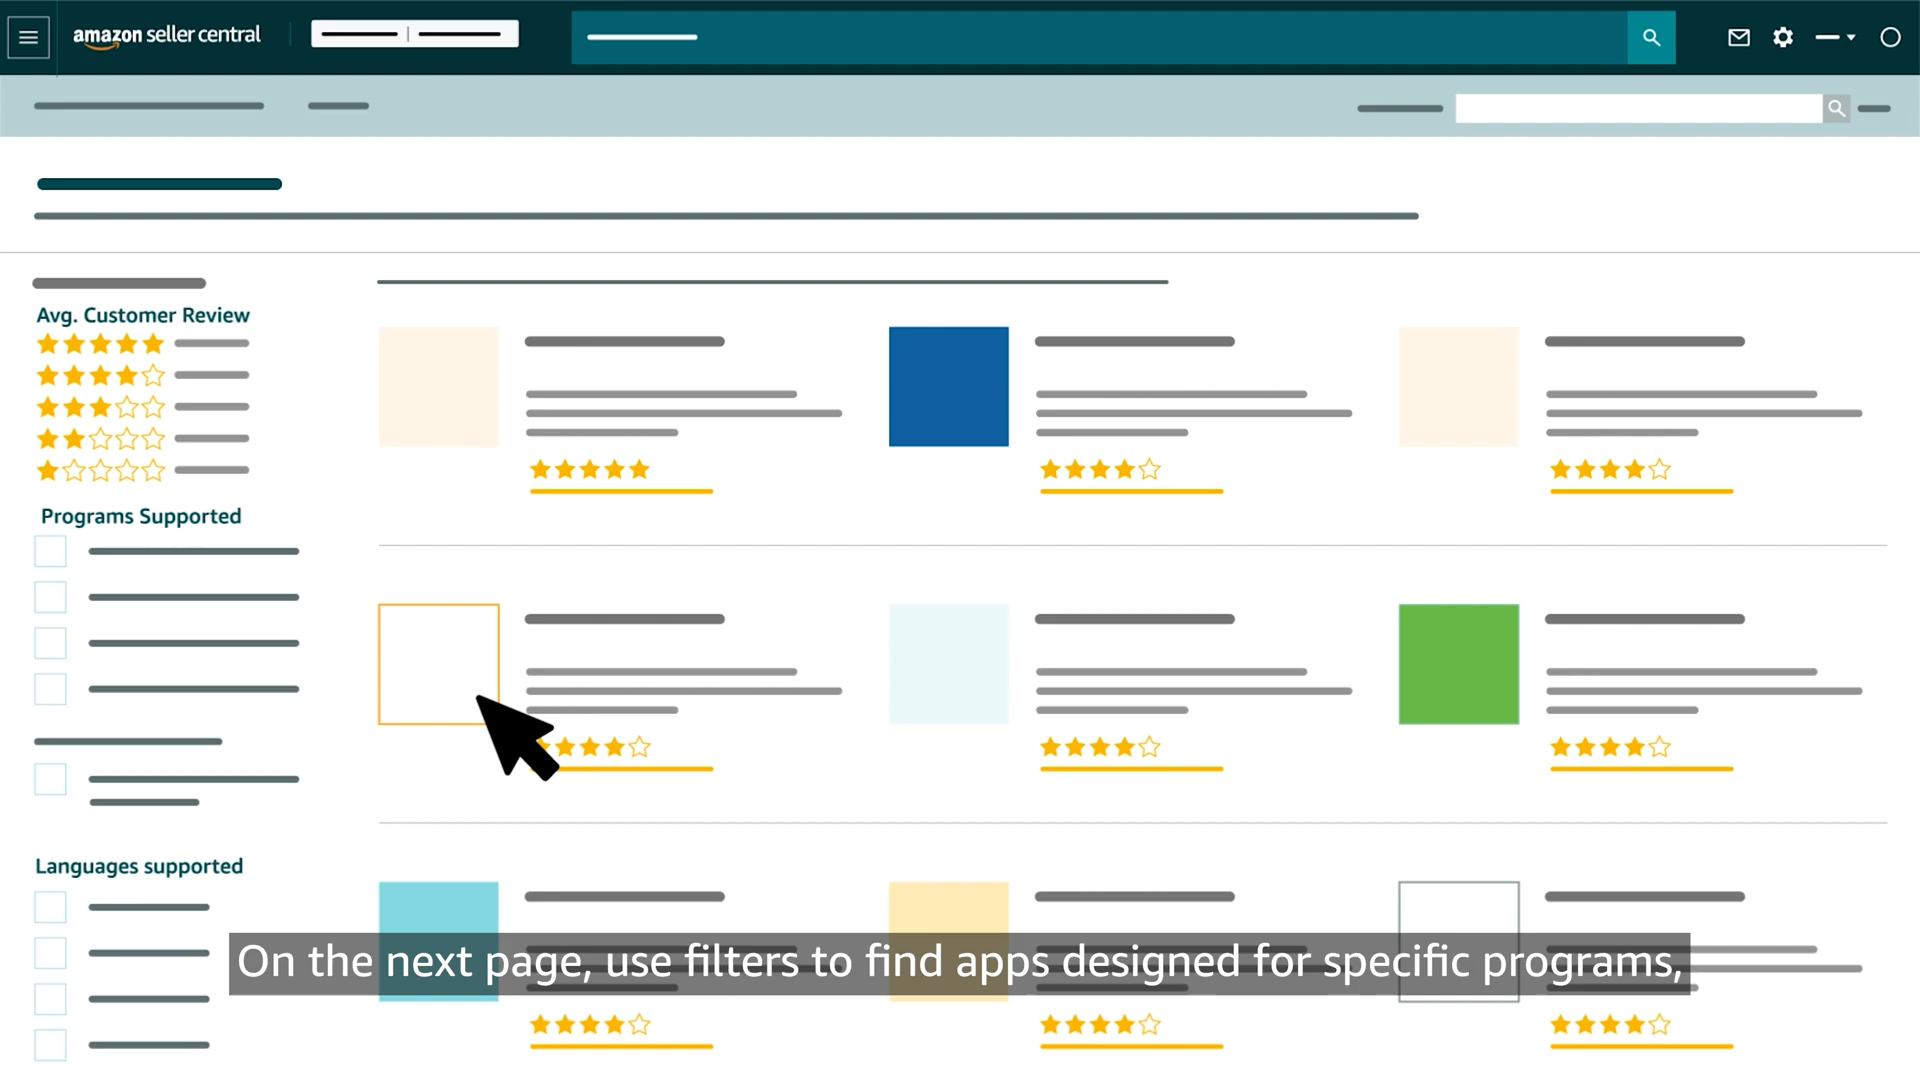 amazon seller central
Avg. Customer Review
Programs Supported
Languages supported
On the next page, use filters to find apps designed for specific programs,